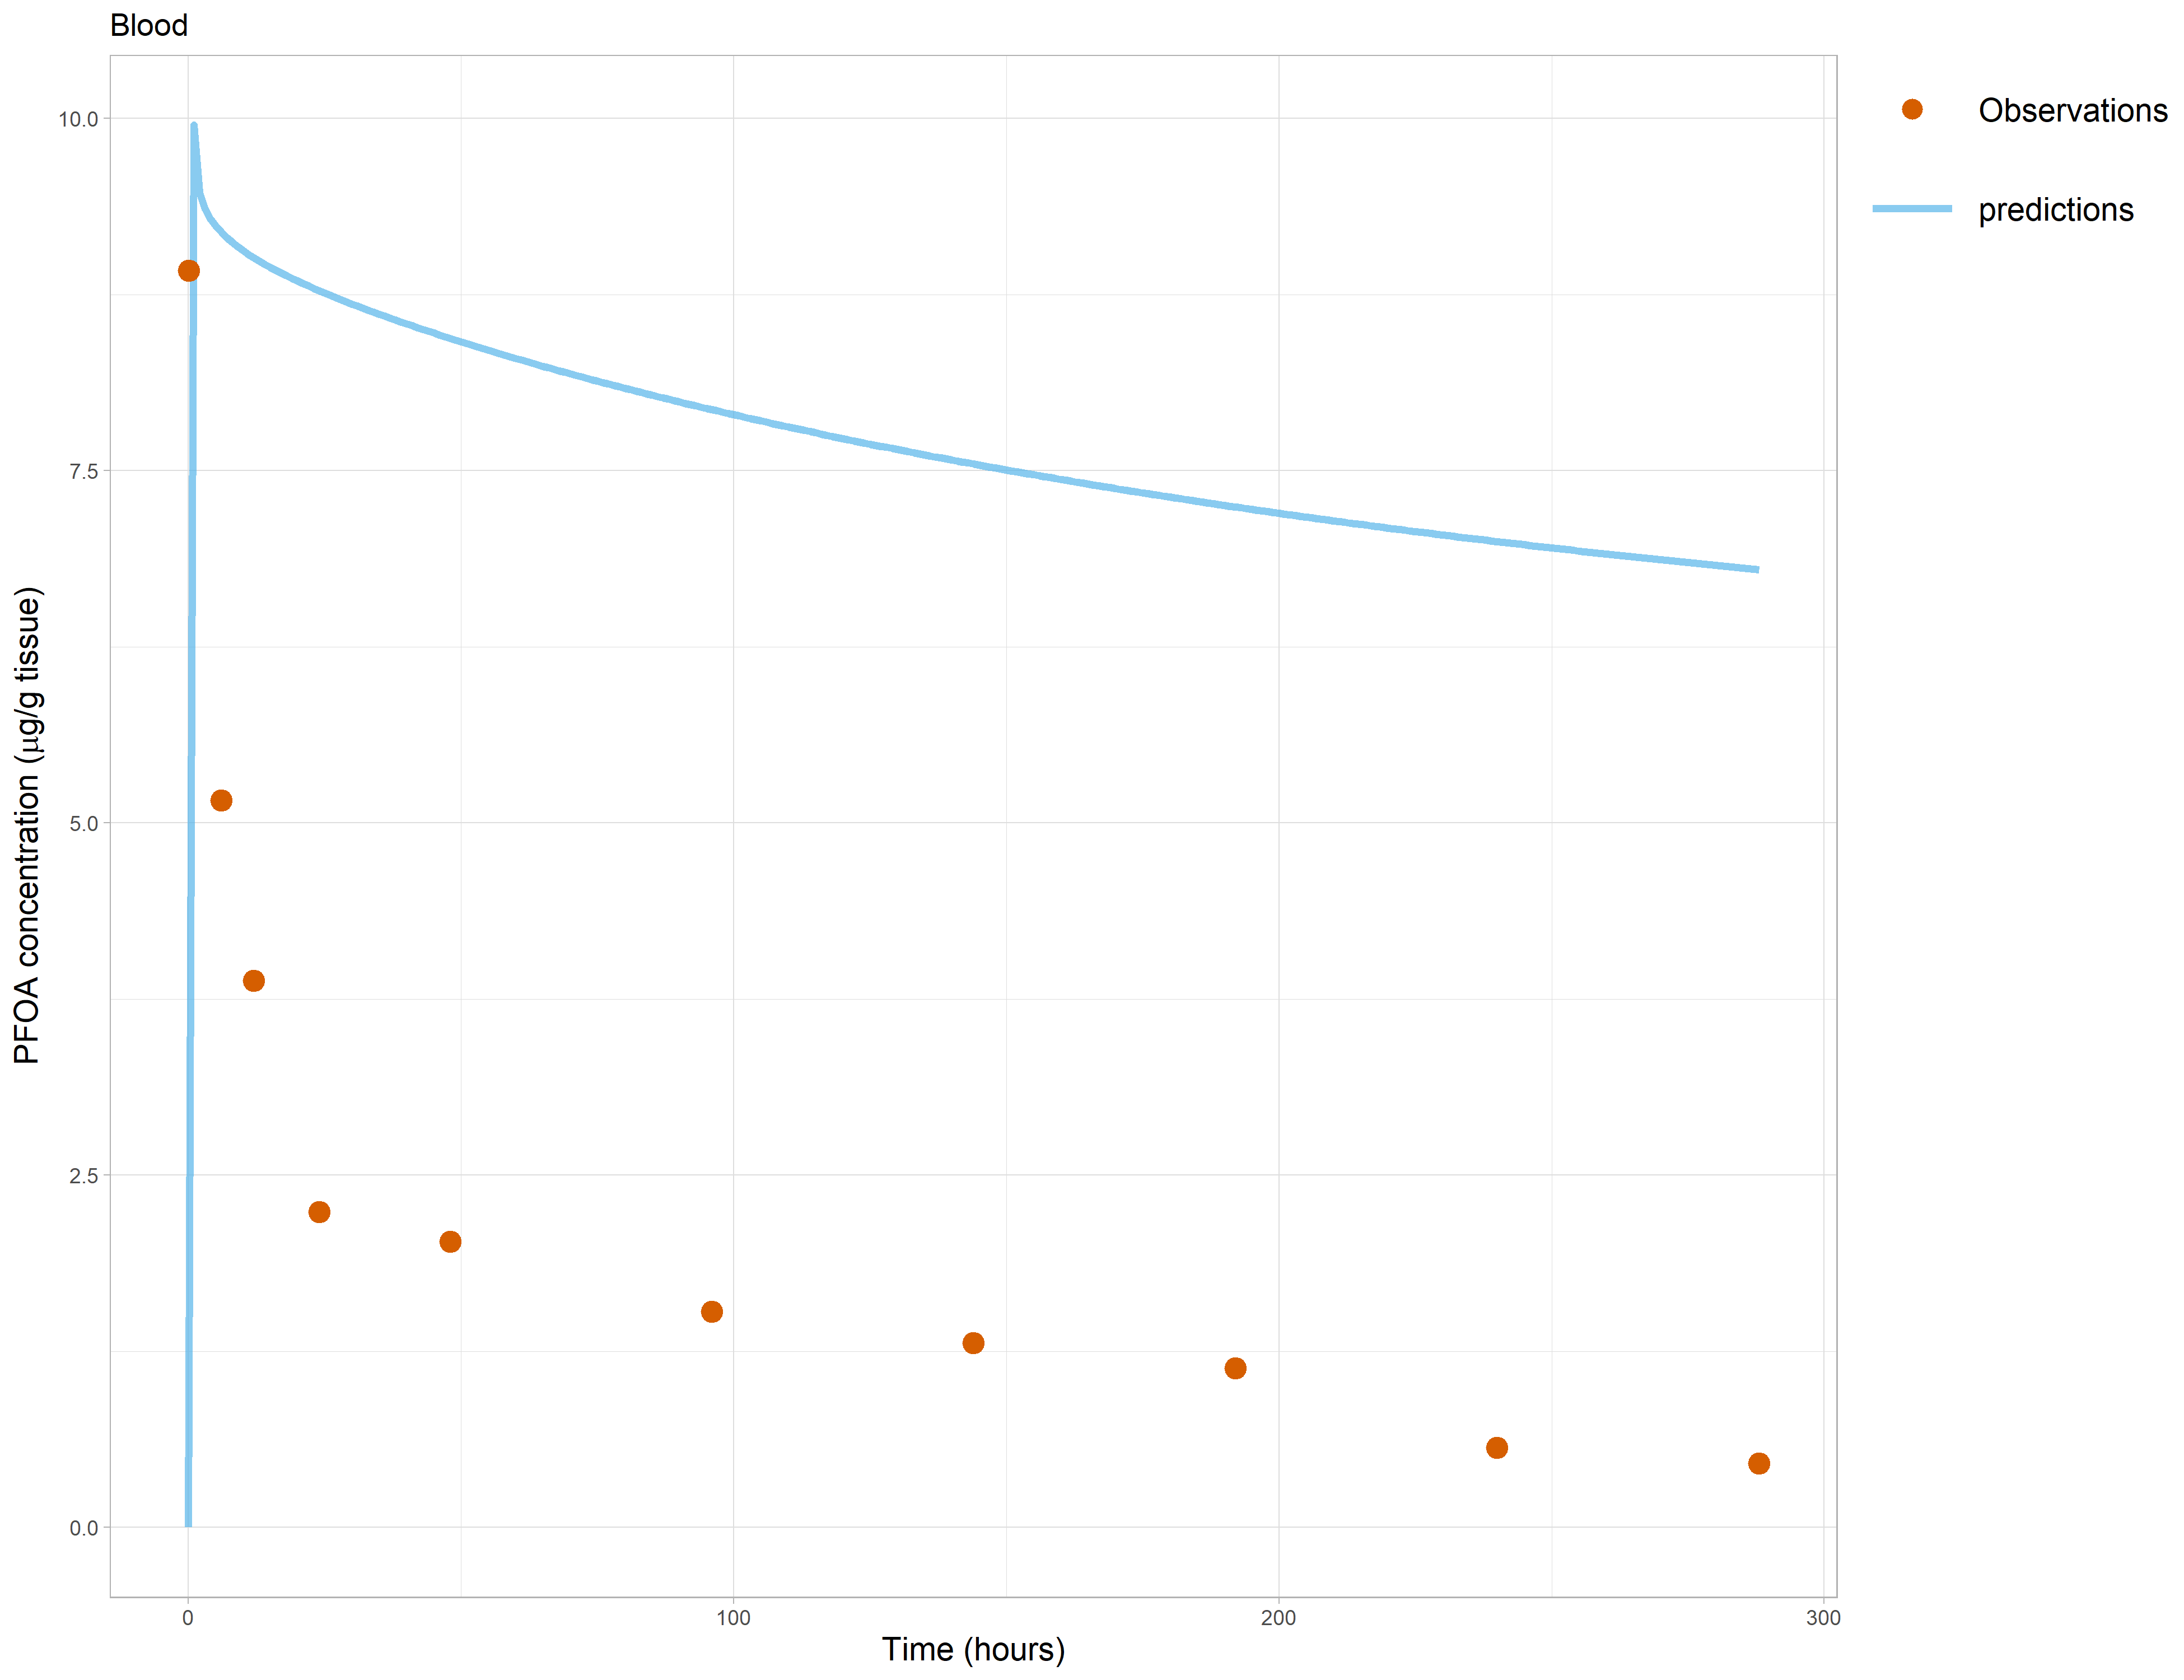 Blood
10.0
7.5
5.0
2.5
0.0
PFOA concentration (μg/g tissue)
0
100
200
300
Time (hours)
Observations
predictions